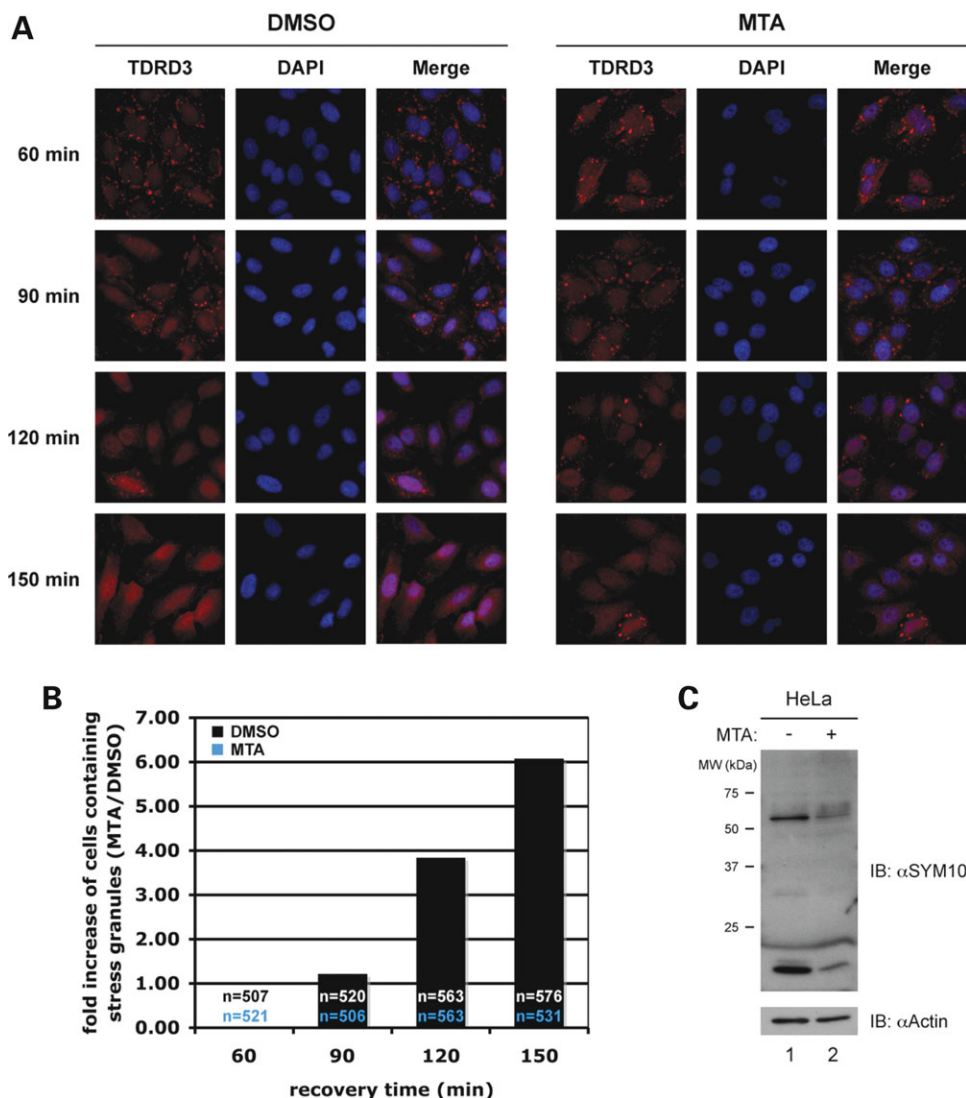 A
DMSO
MTA
TDRD3 DAPI Merge TDRD3 DAPI Merge
60 min
90 min
120 min
150 min
B
fold increase of cells containing
stress granules (MTA/DMSO)
7.00
6.00
5.00
4.00
3.00
2.00
1.00
0.00
DMSO
MTA
n=507 n=520 n=563 n=576
n=521 n=506 n=563 n=531
60 90 120 150
recovery time (min)
C
HeLa
MTA: - +
MW (kDa)
75
50
37
25
IB: αSYM10
IB: αActin
1 2